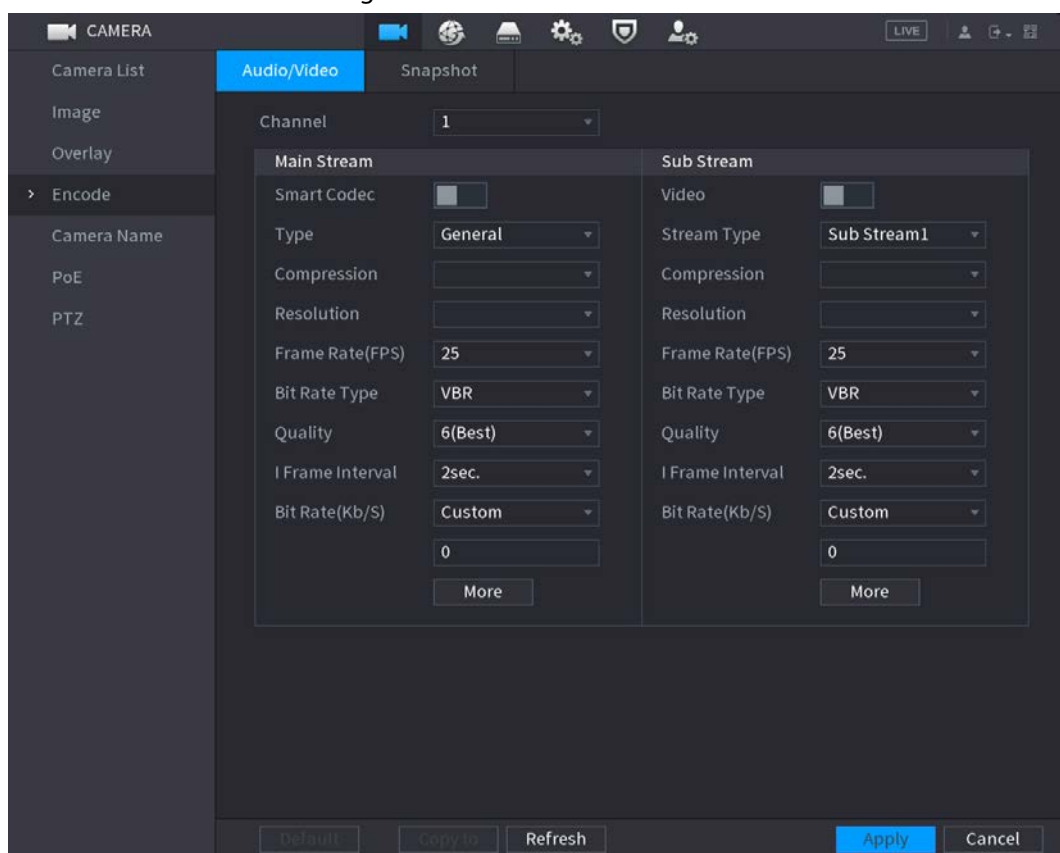 CAMERA LIVE
Camera List
Image
Overlay
Encode
Camera Name
PoE
PTZ
Audio/Video Snapshot
Channel 1
Main Stream Sub Stream
Smart Codec Video
Type General Stream Type Sub Stream1
Compression Compression
Resolution Resolution
Frame Rate(FPS) 25 Frame Rate(FPS) 25
Bit Rate Type VBR Bit Rate Type VBR
Quality 6(Best) Quality 6(Best)
I Frame Interval 2sec. I Frame Interval 2sec.
Bit Rate(Kb/S) Custom Bit Rate(Kb/S) Custom
0 0
More More
Default Copy to Refresh Apply Cancel